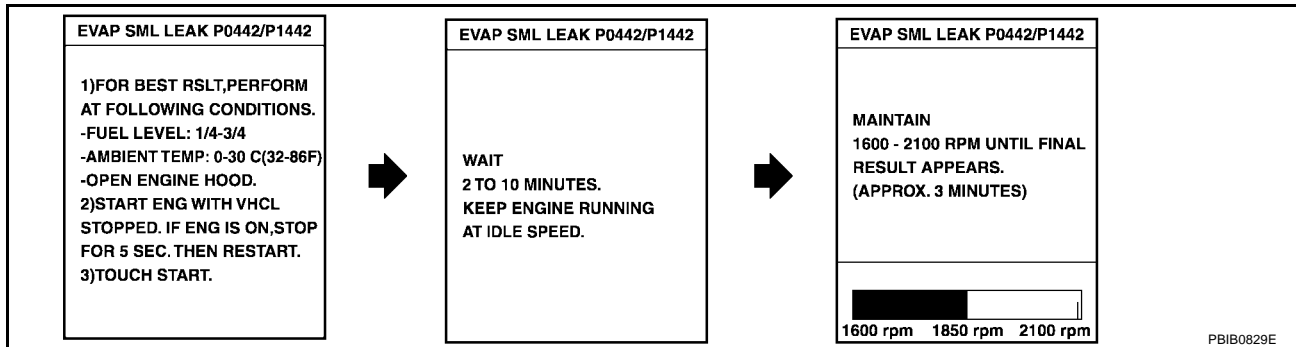 EVAP SML LEAK P0442/P1442
1)FOR BEST RSLT,PERFORM
AT FOLLOWING CONDITIONS.
-FUEL LEVEL: 1/4-3/4
-AMBIENT TEMP: 0-30 C(32-86F)
-OPEN ENGINE HOOD.
2)START ENG WITH VHCL
STOPPED. IF ENG IS ON,STOP
FOR 5 SEC. THEN RESTART.
3)TOUCH START.
EVAP SML LEAK P0442/P1442
WAIT
2 TO 10 MINUTES.
KEEP ENGINE RUNNING
AT IDLE SPEED.
EVAP SML LEAK P0442/P1442
MAINTAIN
1600 - 2100 RPM UNTIL FINAL
RESULT APPEARS.
(APPROX. 3 MINUTES)
1600 rpm 1850 rpm 2100 rpm
PBIB0829E